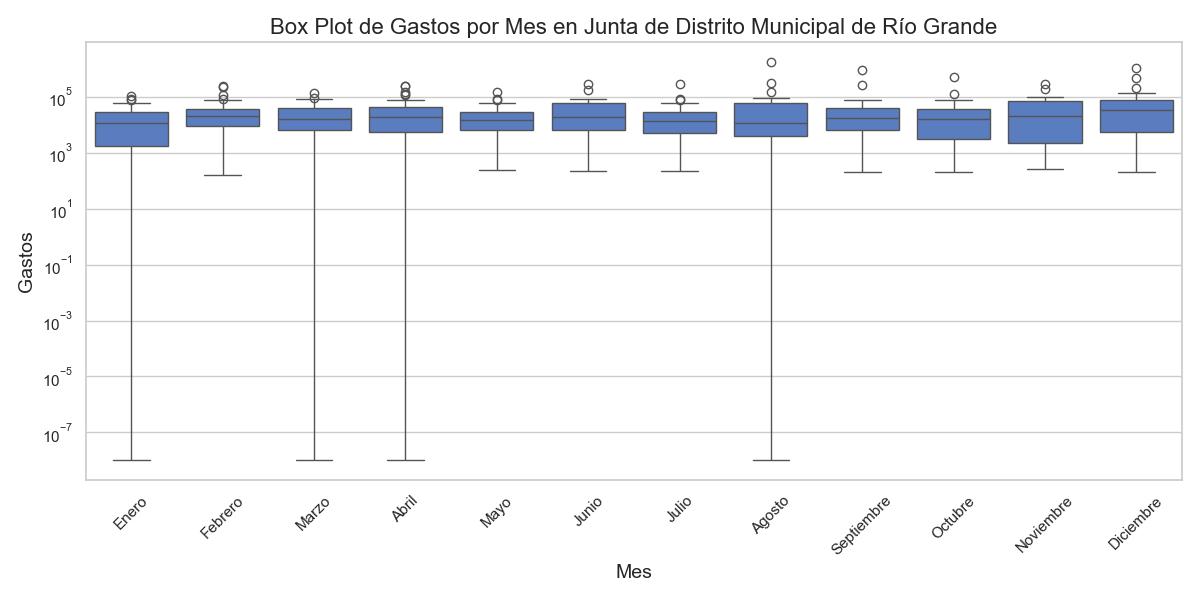 Box Plot de Gastos por Mes en Junta de Distrito Municipal de Río Grande
Gastos
10^5
10^3
10^1
10^−1
10^−3
10^−5
10^−7
Enero
Febrero
Marzo
Abril
Mayo
Junio
Julio
Agosto
Septiembre
Octubre
Noviembre
Diciembre
Mes